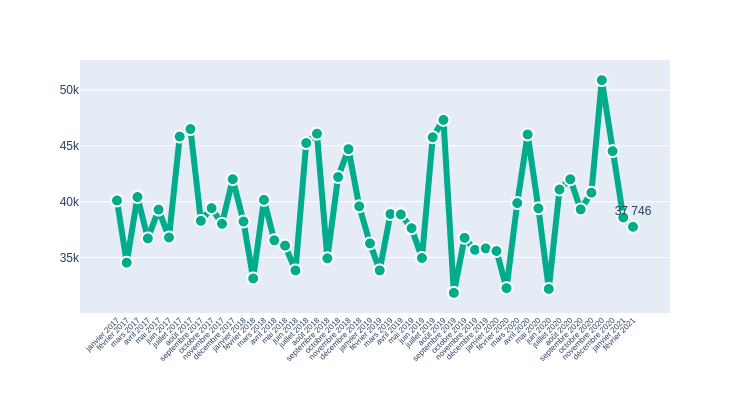 50k
45k
40k
35k
37 746
janvier 2017
février 2017
mars 2017
avril 2017
mai 2017
juin 2017
juillet 2017
août 2017
septembre 2017
octobre 2017
novembre 2017
décembre 2017
janvier 2018
février 2018
mars 2018
avril 2018
mai 2018
juin 2018
juillet 2018
août 2018
septembre 2018
octobre 2018
novembre 2018
décembre 2018
janvier 2019
février 2019
mars 2019
avril 2019
mai 2019
juin 2019
juillet 2019
août 2019
septembre 2019
octobre 2019
novembre 2019
décembre 2019
janvier 2020
février 2020
mars 2020
avril 2020
mai 2020
juin 2020
juillet 2020
août 2020
septembre 2020
octobre 2020
novembre 2020
décembre 2020
janvier 2021
février 2021